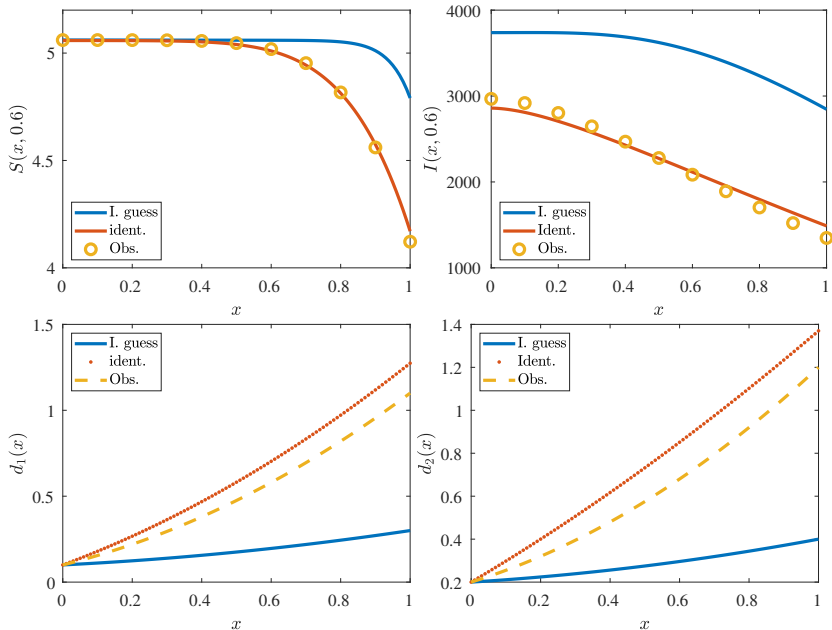 5
4.5
4
S(x, 0.6)
I. guess
ident.
Obs.
0 0.2 0.4 0.6 0.8 1
x
4000
3000
2000
1000
I(x, 0.6)
I. guess
Ident.
Obs.
0 0.2 0.4 0.6 0.8 1
x
1.5
1
0.5
0
d₁(x)
I. guess
ident.
Obs.
0 0.2 0.4 0.6 0.8 1
x
1.4
1.2
1
0.8
0.6
0.4
0.2
d₂(x)
I. guess
Ident.
Obs.
0 0.2 0.4 0.6 0.8 1
x